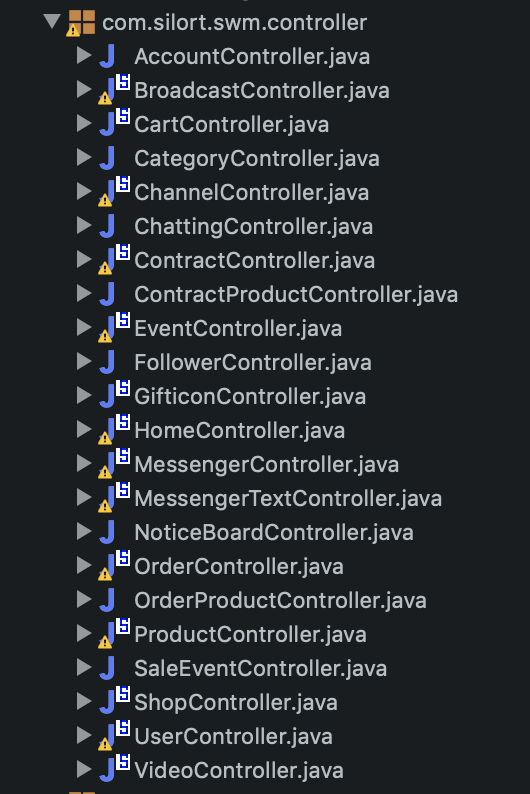 com.silort.swm.controller
AccountController.java
BroadcastController.java
CartController.java
CategoryController.java
ChannelController.java
ChattingController.java
ContractController.java
ContractProductController.java
EventController.java
FollowerController.java
GifticonController.java
HomeController.java
MessengerController.java
MessengerTextController.java
NoticeBoardController.java
OrderController.java
OrderProductController.java
ProductController.java
SaleEventController.java
ShopController.java
UserController.java
VideoController.java